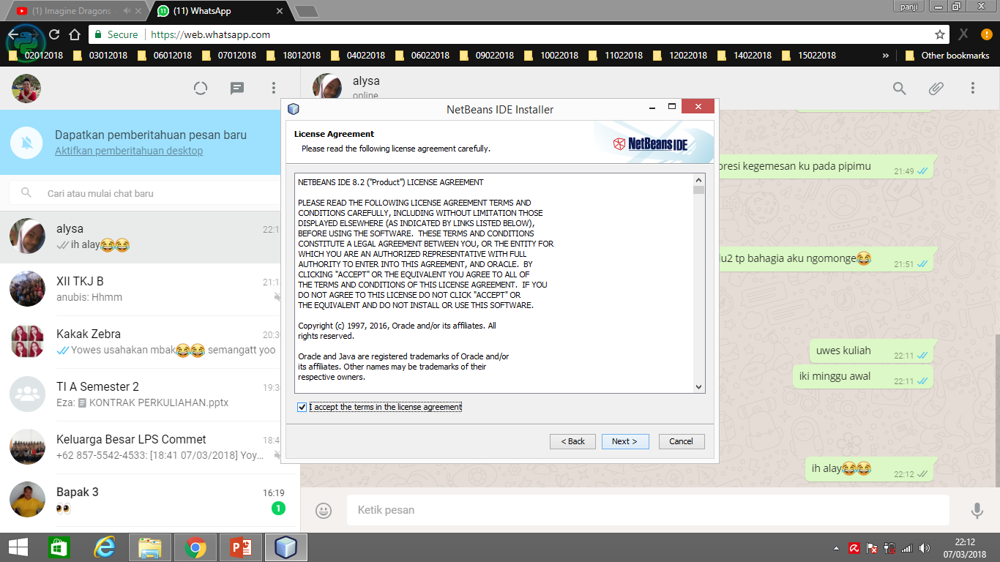 (1) Imagine Dragons
(11) WhatsApp
panji
Secure
https://web.whatsapp.com
02012018
03012018
06012018
07012018
18012018
04022018
06022018
09022018
10022018
11022018
12022018
14022018
15022018
»
Other bookmarks
Dapatkan pemberitahuan pesan baru
Aktifkan pemberitahuan desktop
Cari atau mulai chat baru
alysa
ih alay😂😂
XII TKJ B
anubis: Hhmm
Kakak Zebra
Yowes usahakan mbak😂😂 semangatt yoo
TI A Semester 2
Eza: KONTRAK PERKULIAHAN.pptx
Keluarga Besar LPS Commet
+62 857-5542-4533: [18:41 07/03/2018] Yoy...
Bapak 3
16:19
👀
1
alysa
online
NetBeans IDE Installer
License Agreement
Please read the following license agreement carefully.
NetBeans IDE
NETBEANS IDE 8.2 ("Product") LICENSE AGREEMENT
PLEASE READ THE FOLLOWING LICENSE AGREEMENT TERMS AND
CONDITIONS CAREFULLY, INCLUDING WITHOUT LIMITATION THOSE
DISPLAYED ELSEWHERE (AS INDICATED BY LINKS LISTED BELOW),
BEFORE USING THE SOFTWARE.  THESE TERMS AND CONDITIONS
CONSTITUTE A LEGAL AGREEMENT BETWEEN YOU, OR THE ENTITY FOR
WHICH YOU ARE AN AUTHORIZED REPRESENTATIVE WITH FULL
AUTHORITY TO ENTER INTO THIS AGREEMENT, AND ORACLE.  BY
CLICKING "ACCEPT" OR THE EQUIVALENT YOU AGREE TO ALL OF
THE TERMS AND CONDITIONS OF THIS LICENSE AGREEMENT.  IF YOU
DO NOT AGREE TO THIS LICENSE DO NOT CLICK "ACCEPT" OR
THE EQUIVALENT AND DO NOT INSTALL OR USE THIS SOFTWARE.
Copyright (c) 1997, 2016, Oracle and/or its affiliates. All
rights reserved.
Oracle and Java are registered trademarks of Oracle and/or
its affiliates. Other names may be trademarks of their
respective owners.
I accept the terms in the license agreement
< Back
Next >
Cancel
kegemesan ku pada pipimu
21:49
tp bahagia aku ngomonge😂
21:51
uwes kuliah
22:11
iki minggu awal
22:11
ih alay😂😂
22:12
Ketik pesan
22:12
07/03/2018